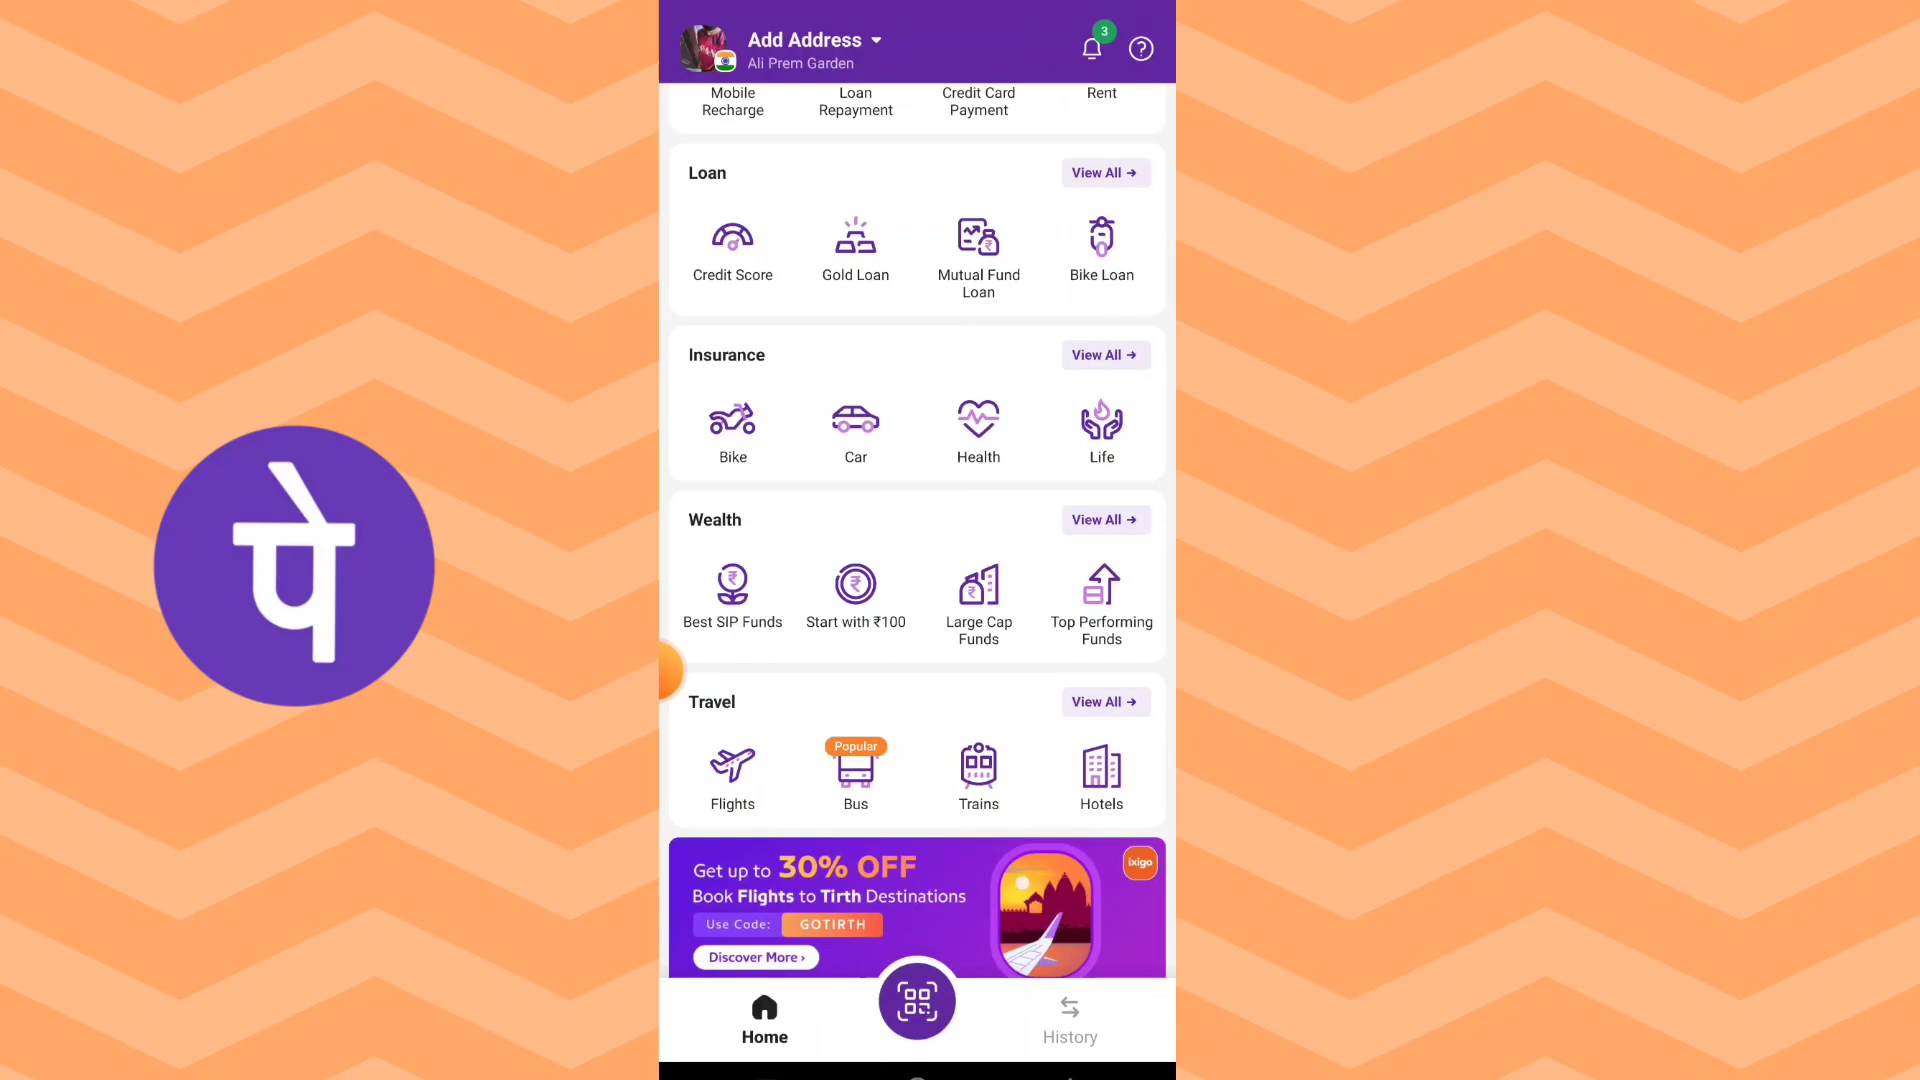 Add Address
Ali Prem Garden
3
Mobile
Recharge
Loan
Repayment
Credit Card
Payment
Rent
Loan
View All →
Credit Score
Gold Loan
Mutual Fund
Loan
Bike Loan
Insurance
View All →
Bike
Car
Health
Life
Wealth
View All →
Best SIP Funds
Start with ₹100
Large Cap
Funds
Top Performing
Funds
पे
Travel
View All →
Popular
Flights
Bus
Trains
Hotels
Get up to 30% OFF
ixigo
Book Flights to Tirth Destinations
Use Code: GOTIRTH
Discover More ›
Home
History